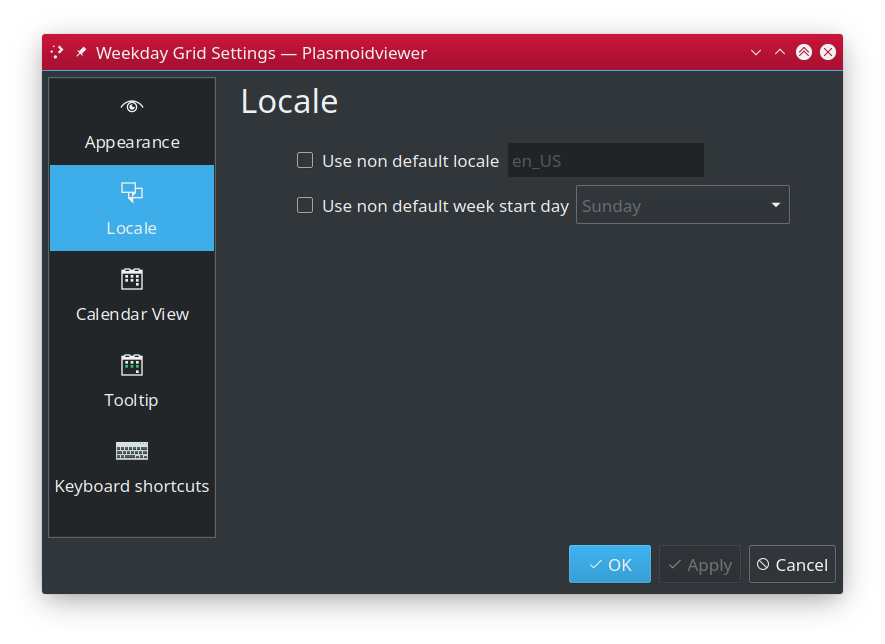 Weekday Grid Settings — Plasmoidviewer
Appearance
Locale
Calendar View
Tooltip
Keyboard shortcuts
Locale
Use non default locale en_US
Use non default week start day Sunday
OK Apply Cancel